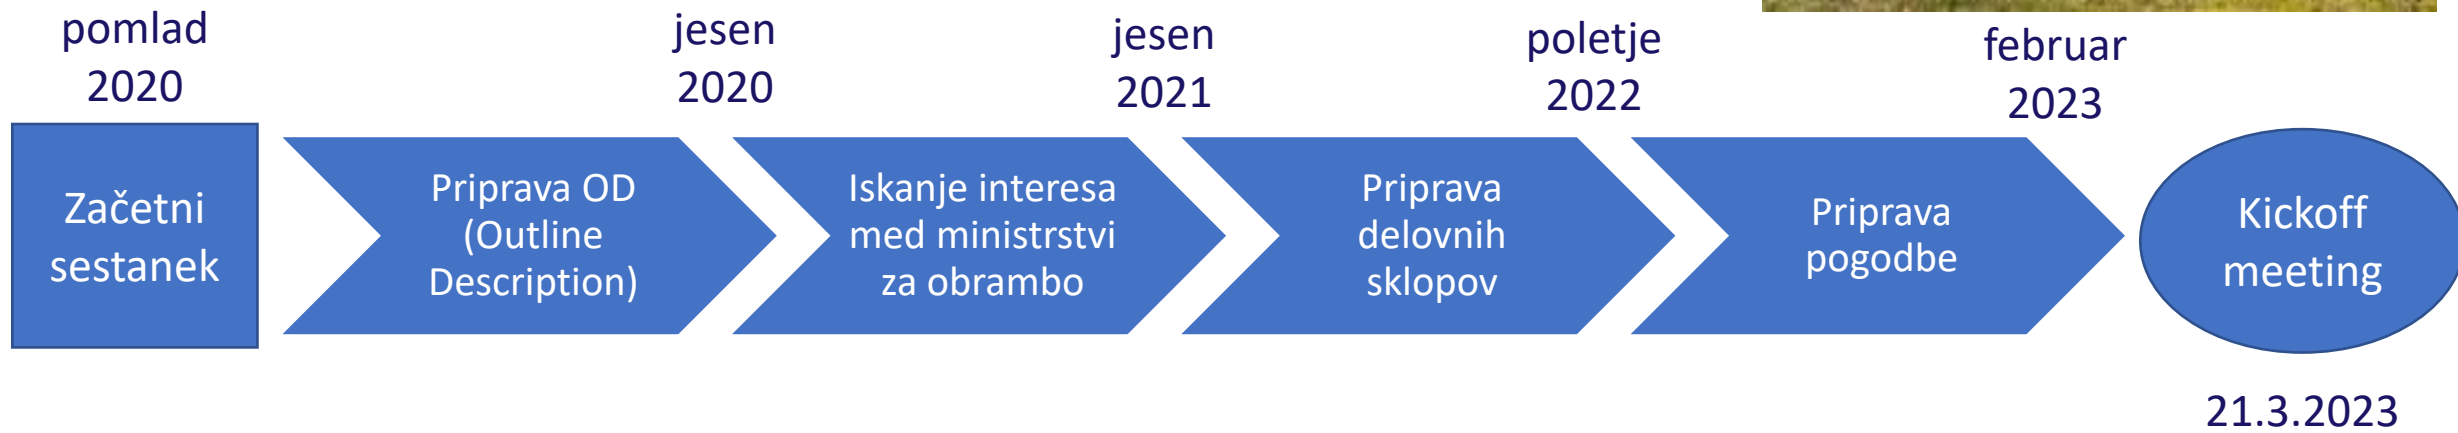 pomlad
2020
jesen
2020
jesen
2021
poletje
2022
februar
2023
Začetni
sestanek
Priprava OD
(Outline
Description)
Iskanje interesa
med ministrstvi
za obrambo
Priprava
delovnih
sklopov
Priprava
pogodbe
Kickoff
meeting
21.3.2023